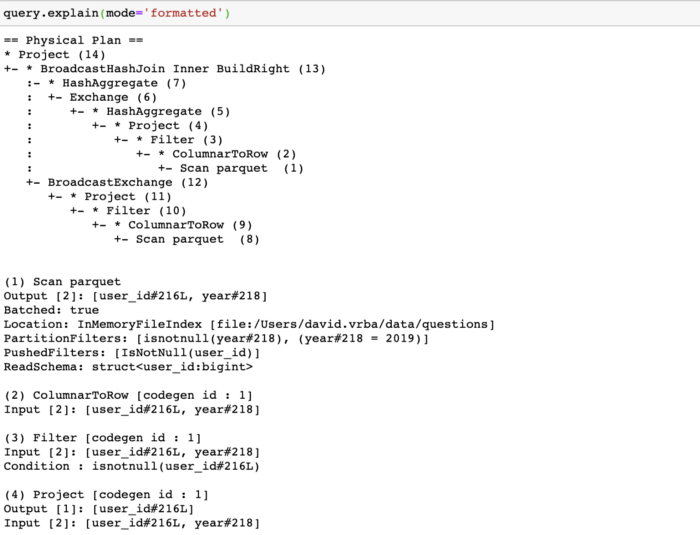 query.explain(mode='formatted')
== Physical Plan ==
* Project (14)
+- * BroadcastHashJoin Inner BuildRight (13)
   :- * HashAggregate (7)
   :  +- Exchange (6)
   :     +- * HashAggregate (5)
   :        +- * Project (4)
   :           +- * Filter (3)
   :              +- * ColumnarToRow (2)
   :                 +- Scan parquet  (1)
   +- BroadcastExchange (12)
      +- * Project (11)
         +- * Filter (10)
            +- * ColumnarToRow (9)
               +- Scan parquet  (8)
(1) Scan parquet
Output [2]: [user_id#216L, year#218]
Batched: true
Location: InMemoryFileIndex [file:/Users/david.vrba/data/questions]
PartitionFilters: [isnotnull(year#218), (year#218 = 2019)]
PushedFilters: [IsNotNull(user_id)]
ReadSchema: struct<user_id:bigint>
(2) ColumnarToRow [codegen id : 1]
Input [2]: [user_id#216L, year#218]
(3) Filter [codegen id : 1]
Input [2]: [user_id#216L, year#218]
Condition : isnotnull(user_id#216L)
(4) Project [codegen id : 1]
Output [1]: [user_id#216L]
Input [2]: [user_id#216L, year#218]